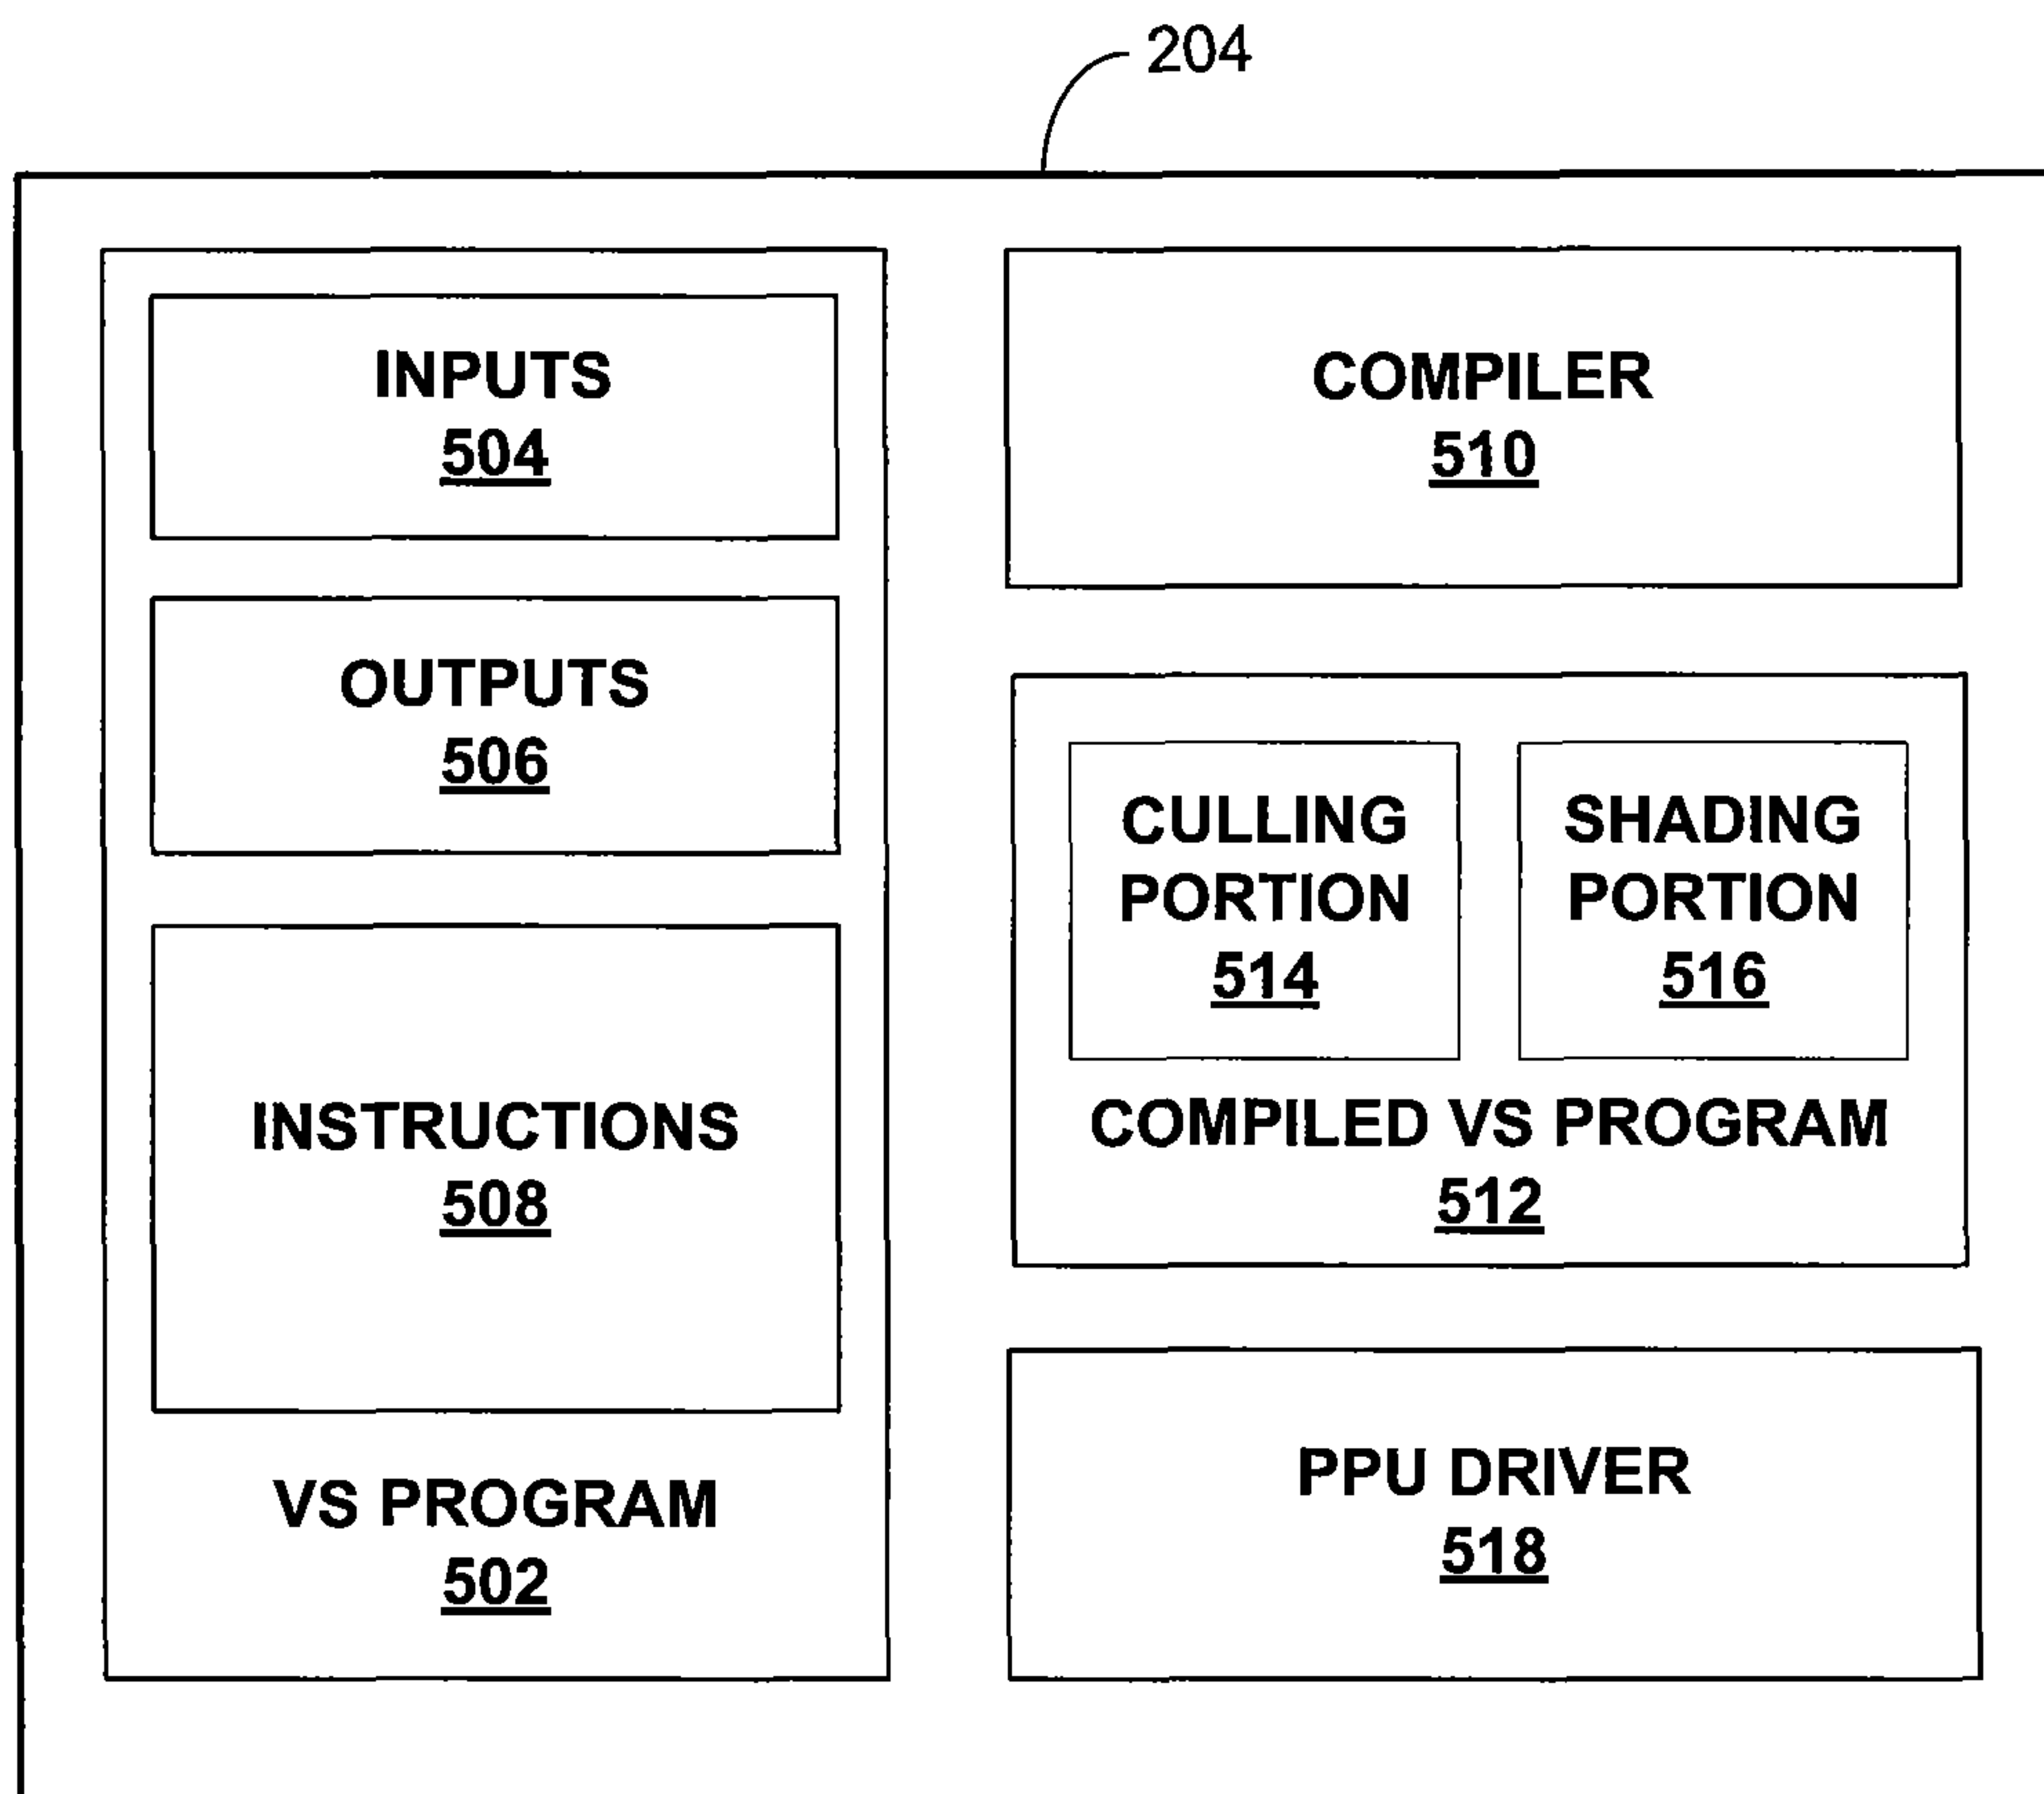 204
INPUTS
504
OUTPUTS
506
INSTRUCTIONS
508
VS PROGRAM
502
COMPILER
510
CULLING
PORTION
514
SHADING
PORTION
516
COMPILED VS PROGRAM
512
PPU DRIVER
518